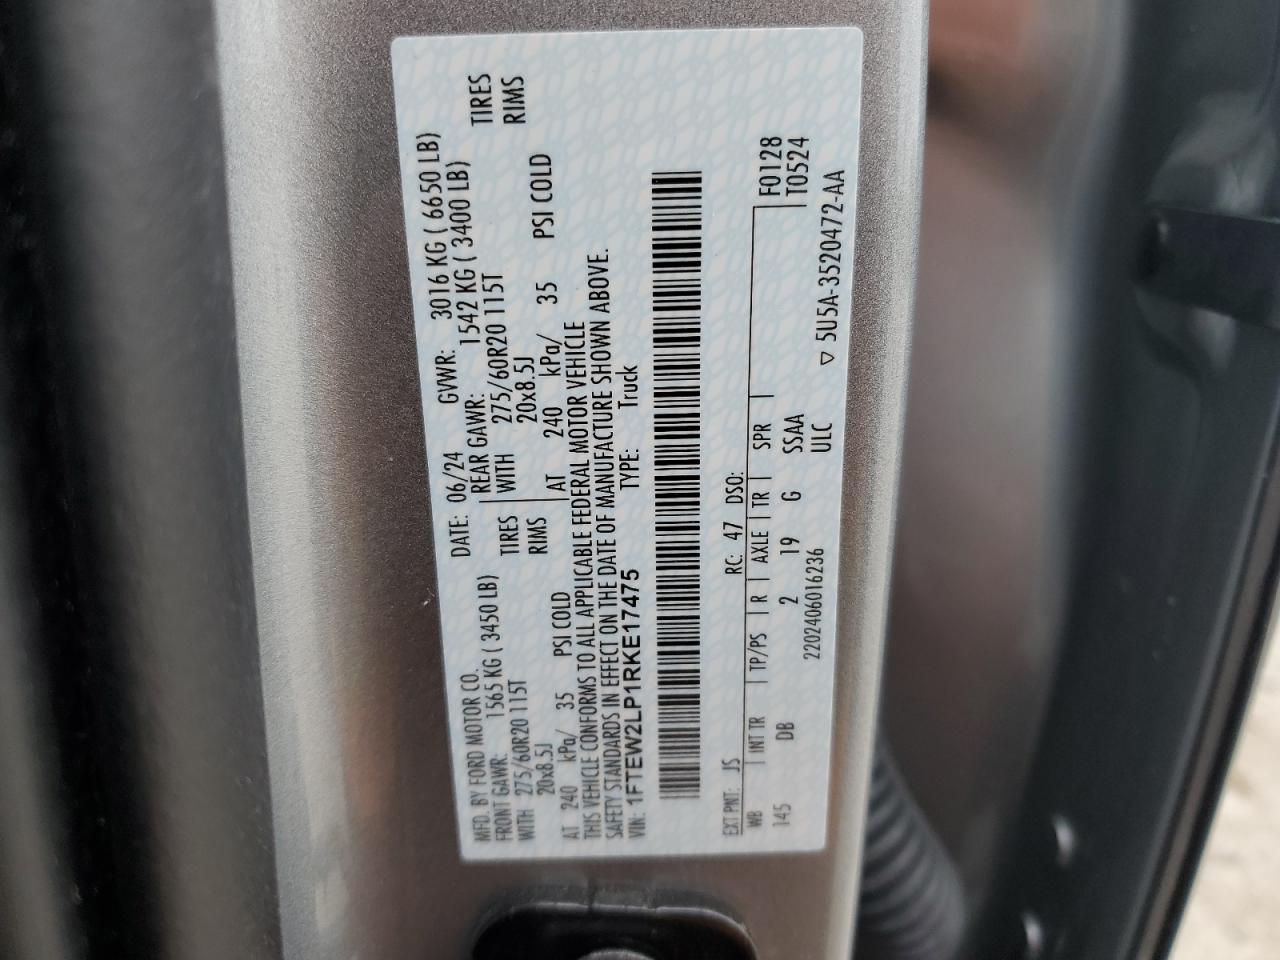 MFD. BY FORD MOTOR CO.
DATE: 06/24 GVWR: 3016 KG ( 6650 LB)
FRONT GAWR: 1565 KG ( 3450 LB) REAR GAWR: 1542 KG ( 3400 LB)
WITH 275/60R20 115T TIRES WITH 275/60R20 115T TIRES
20x8.5J RIMS 20x8.5J RIMS
AT 240 kPa/ 35 PSI COLD AT 240 kPa/ 35 PSI COLD
THIS VEHICLE CONFORMS TO ALL APPLICABLE FEDERAL MOTOR VEHICLE
SAFETY STANDARDS IN EFFECT ON THE DATE OF MANUFACTURE SHOWN ABOVE.
VIN: 1FTEW2LP1RKE17475 TYPE: Truck
EXT PNT: JS RC: 47 DSO:
WB INT TR TP/PS R AXLE TR SPR F0128
145 DB 2 19 G SSAA T0524
2202406016236 ULC ▽ 5U5A-3520472-AA